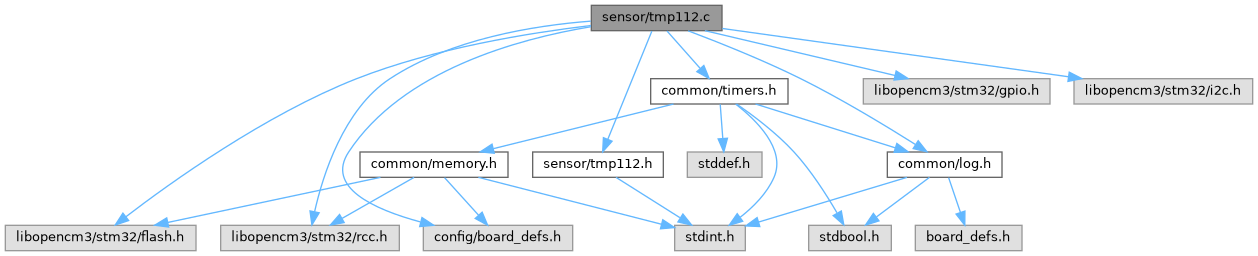 sensor/tmp112.c
common/timers.h
libopencm3/stm32/gpio.h
libopencm3/stm32/i2c.h
common/memory.h
sensor/tmp112.h
stddef.h
common/log.h
libopencm3/stm32/flash.h
libopencm3/stm32/rcc.h
config/board_defs.h
stdint.h
stdbool.h
board_defs.h